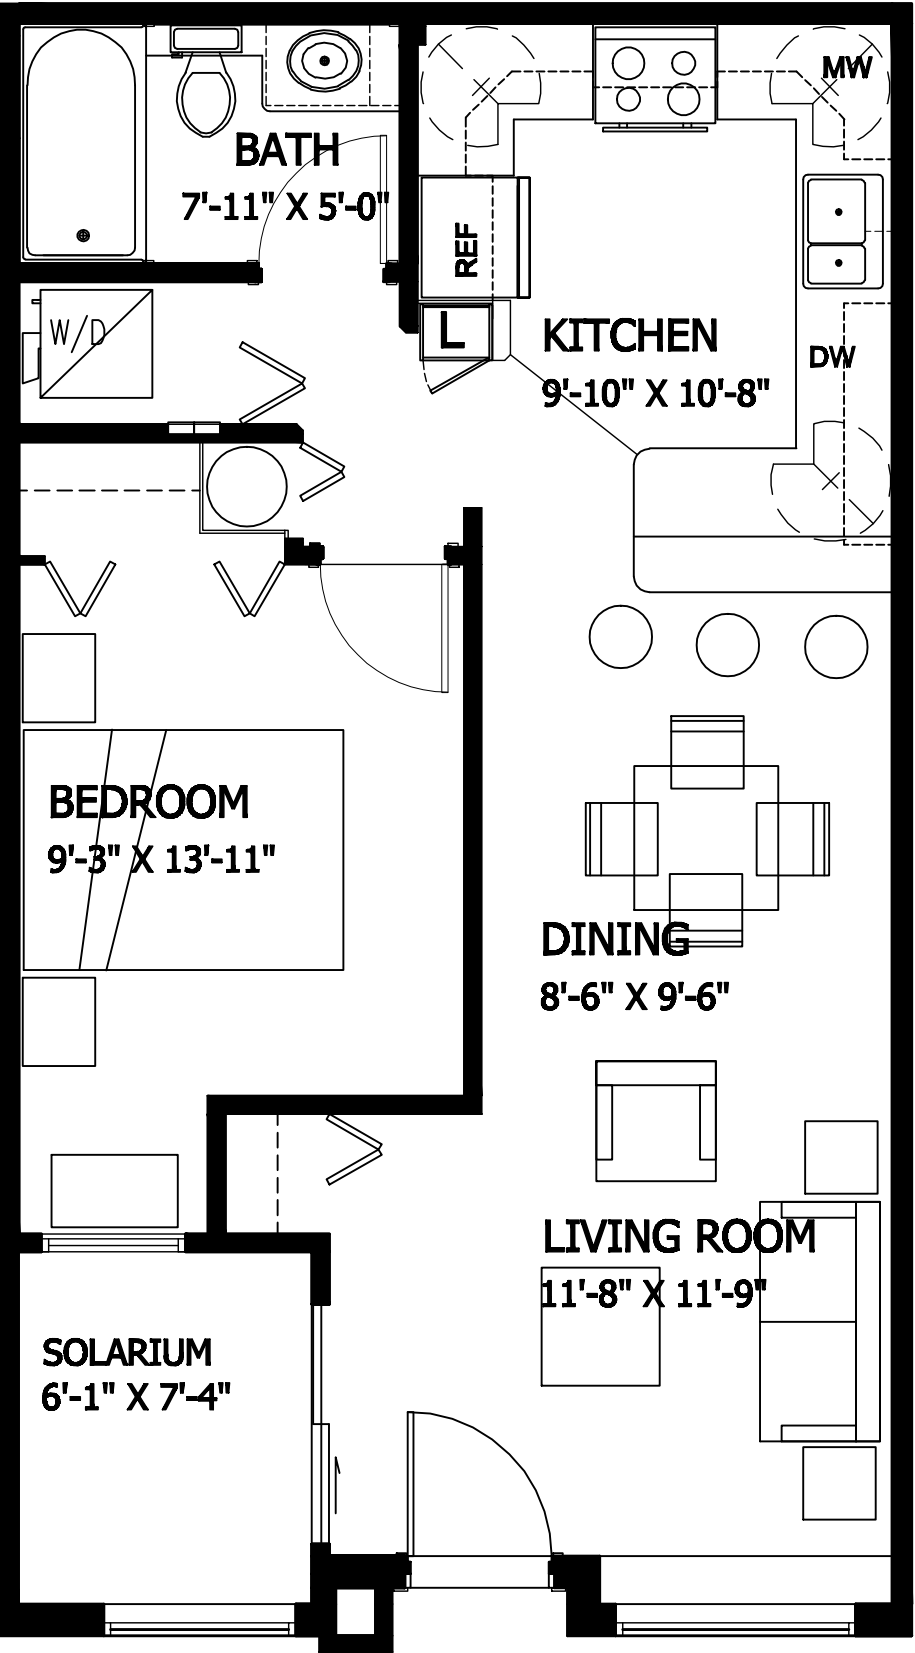 MW
BATH
7'-11" X 5'-0"
REF
W/D
L
KITCHEN
9'-10" X 10'-8"
DW
BEDROOM
9'-3" X 13'-11"
DINING
8'-6" X 9'-6"
LIVING ROOM
11'-8" X 11'-9"
SOLARIUM
6'-1" X 7'-4"